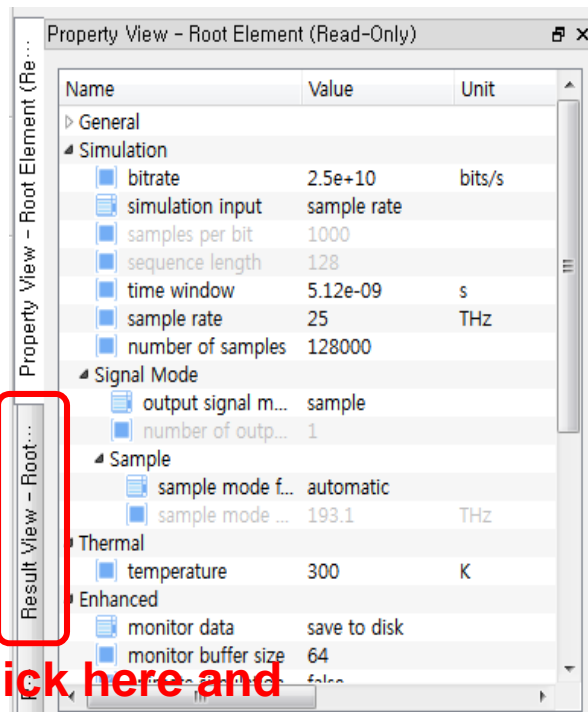 Property View - Root Element (Read-Only)
Name Value Unit
General
Simulation
bitrate 2.5e+10 bits/s
simulation input sample rate
samples per bit 1000
sequence length 128
time window 5.12e-09 s
sample rate 25 THz
number of samples 128000
Signal Mode
output signal m... sample
number of outp... 1
Sample
sample mode f... automatic
sample mode ... 193.1 THz
Thermal
temperature 300 K
Enhanced
monitor data save to disk
monitor buffer size 64
false
ick here and
Property View - Root Element (Re...
Result View - Root...